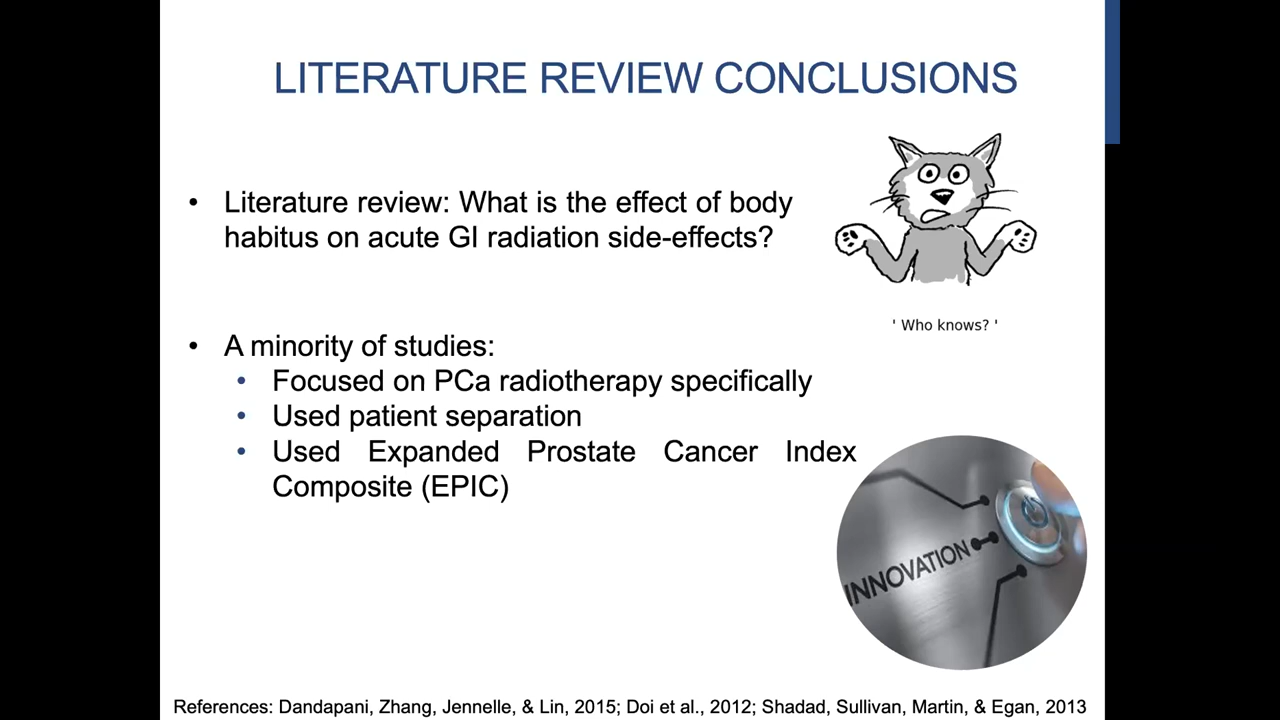 LITERATURE REVIEW CONCLUSIONS
• Literature review: What is the effect of body
habitus on acute GI radiation side-effects?
' Who knows? '
• A minority of studies:
• Focused on PCa radiotherapy specifically
• Used patient separation
• Used Expanded Prostate Cancer Index
Composite (EPIC)
INNOVATION
References: Dandapani, Zhang, Jennelle, & Lin, 2015; Doi et al., 2012; Shadad, Sullivan, Martin, & Egan, 2013